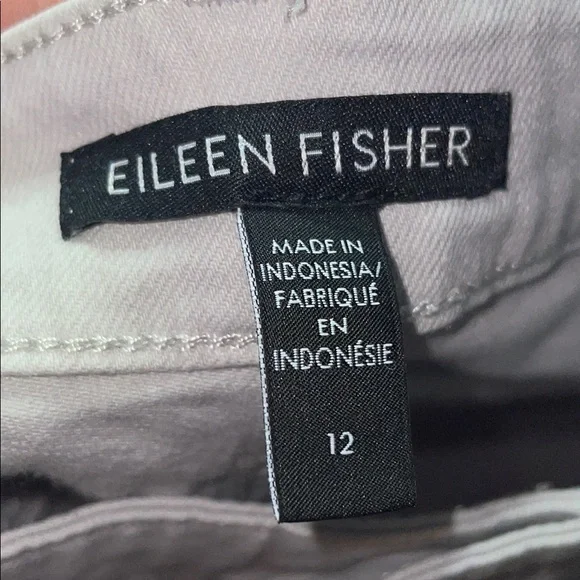 EILEEN FISHER
MADE IN
INDONESIA/
FABRIQUÉ
EN
INDONÉSIE
12